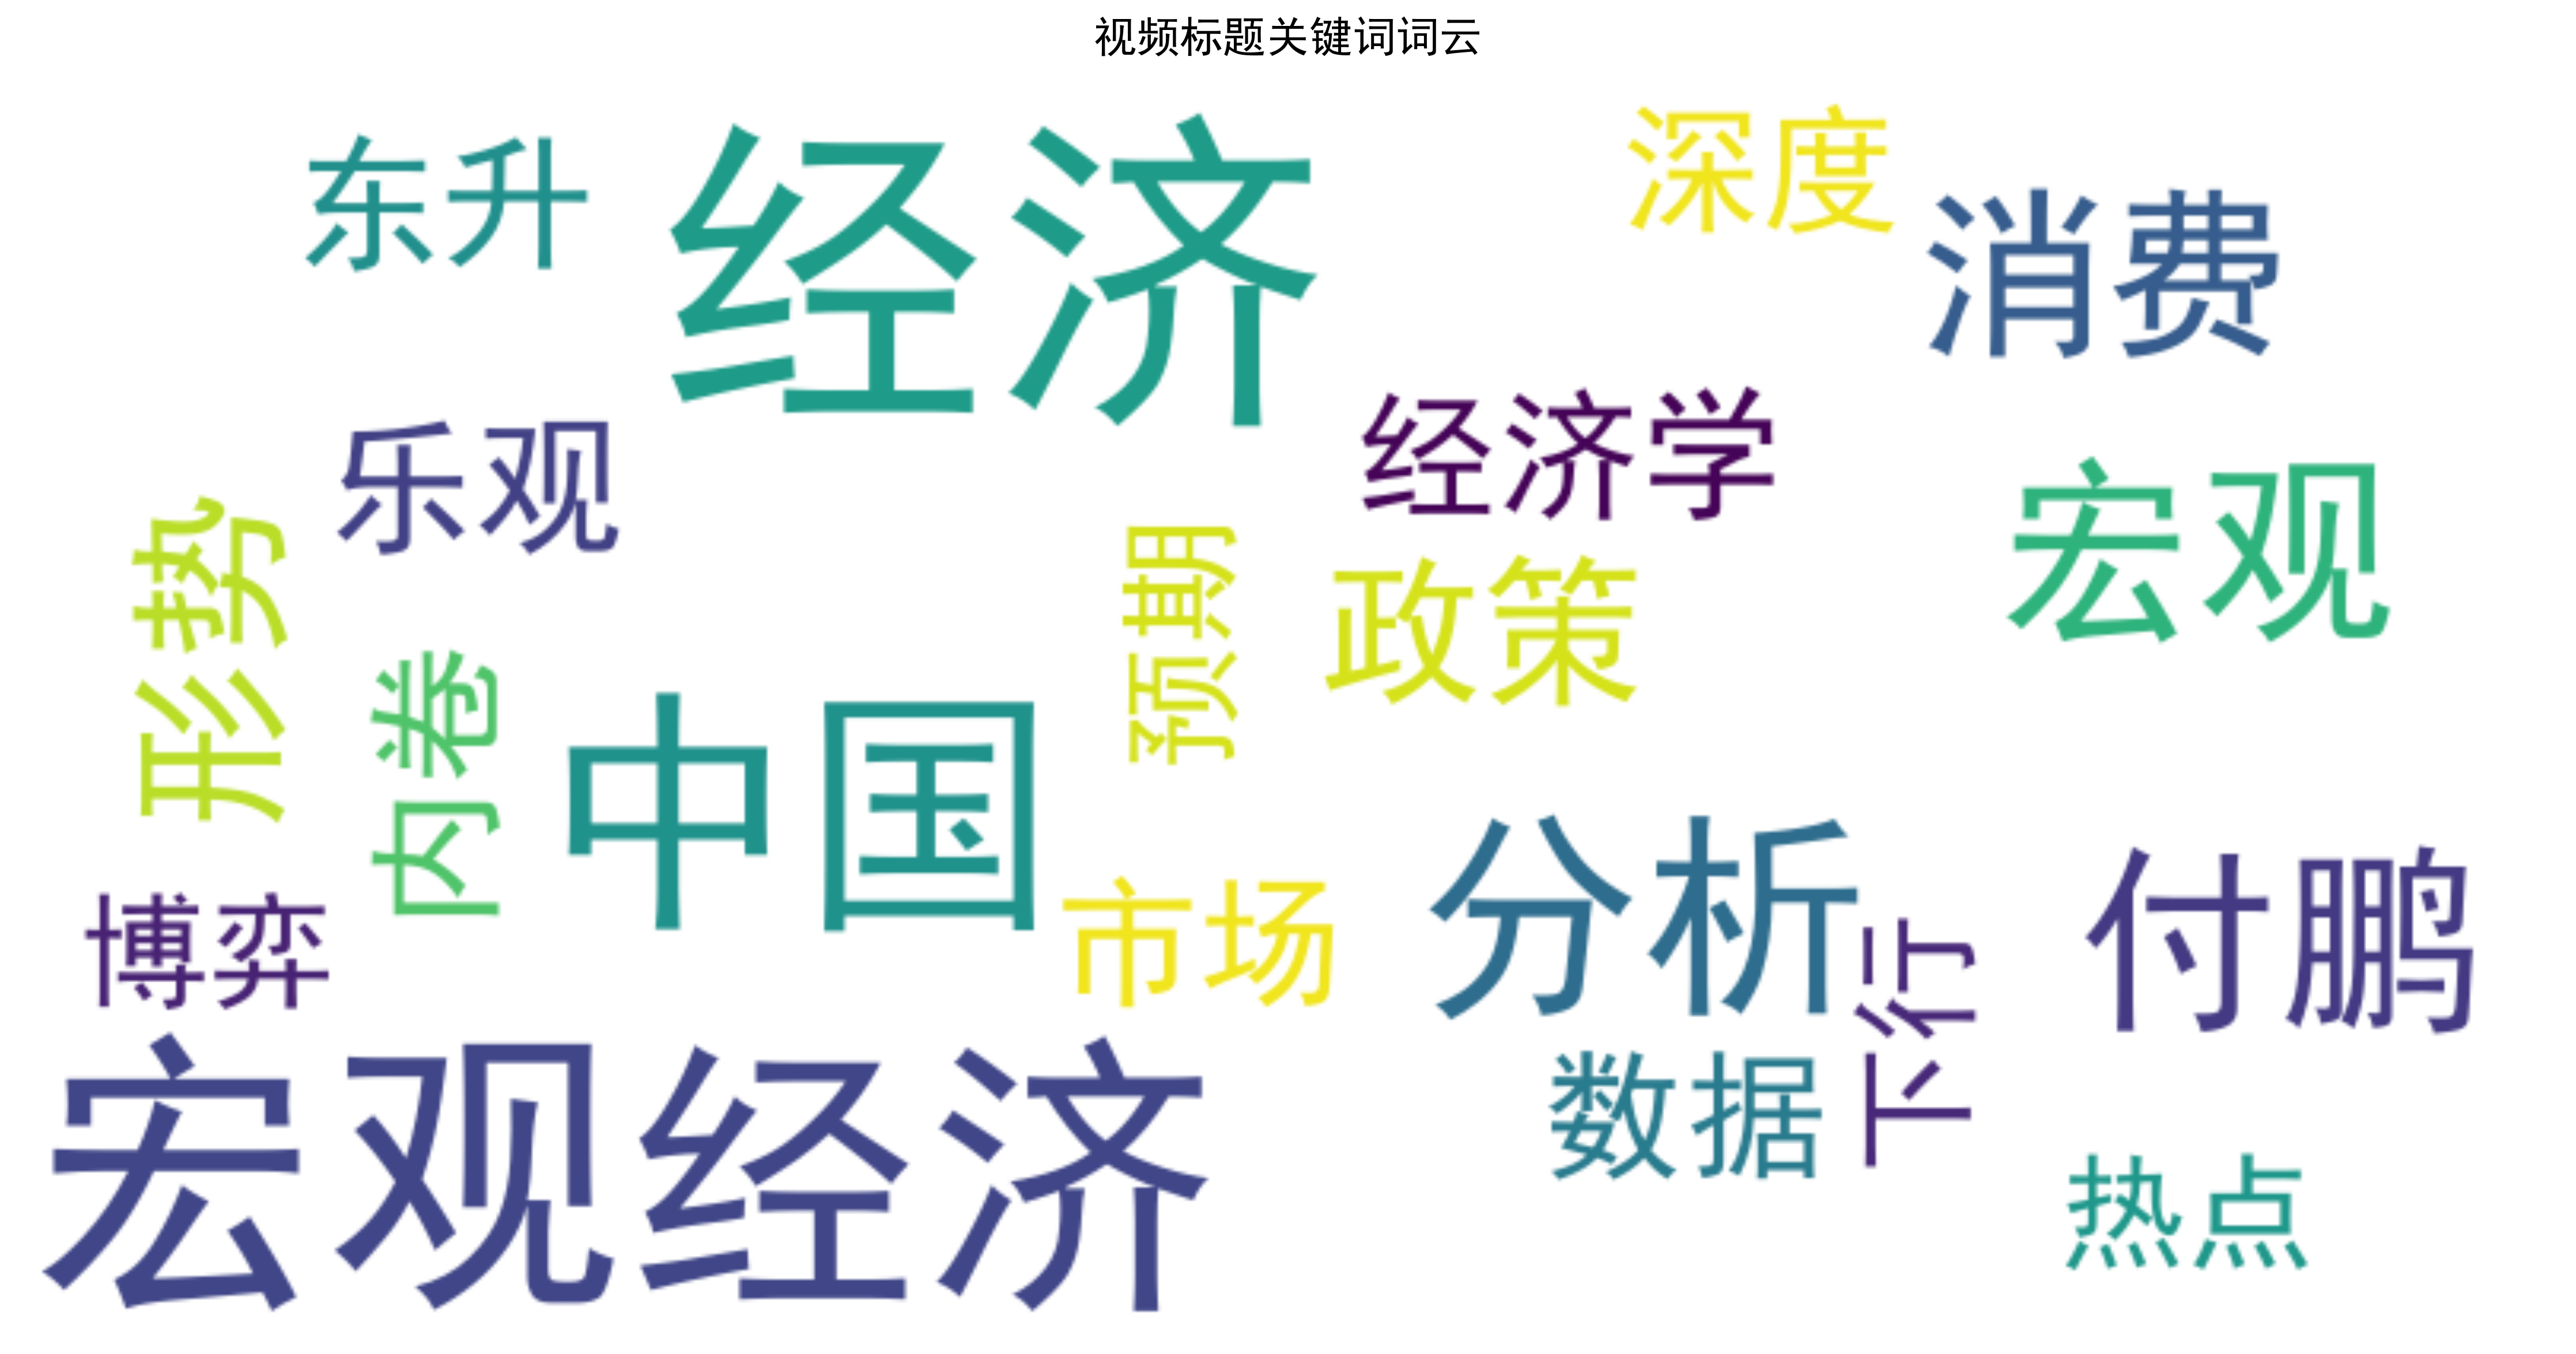 视频标题关键词词云
东升
经济
深度
消费
乐观
经济学
宏观
形势
预期
政策
内卷
中国
分析
付鹏
博弈
市场
下行
宏观经济
数据
热点